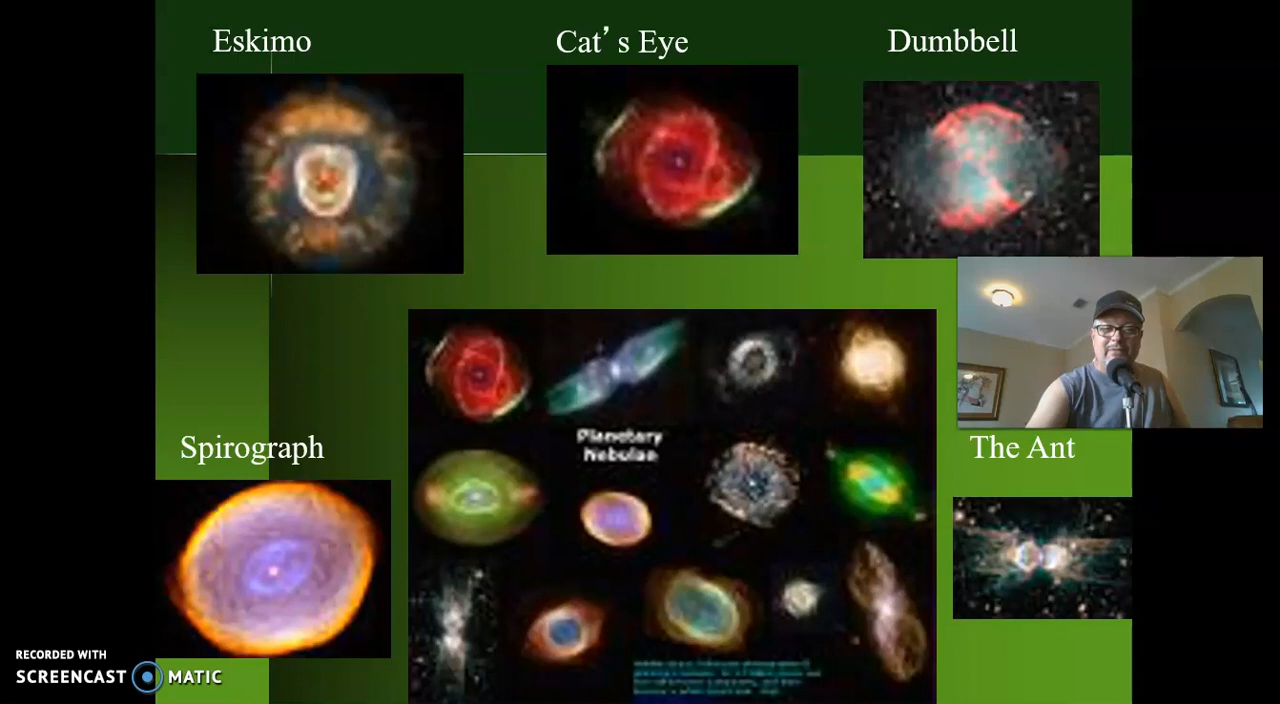 Eskimo
Cat’s Eye
Dumbbell
Planetary
Nebulae
Spirograph
The Ant
RECORDED WITH
SCREENCAST MATIC